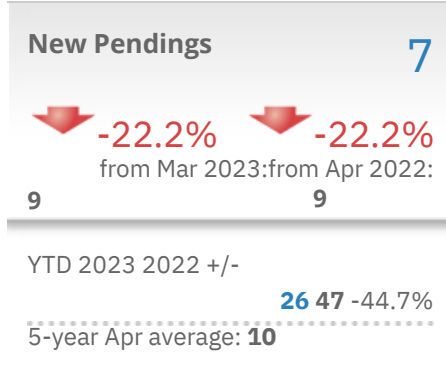 New Pendings 7
-22.2% -22.2%
from Mar 2023:from Apr 2022:
9 9
YTD 2023 2022 +/-
26 47 -44.7%
5-year Apr average: 10